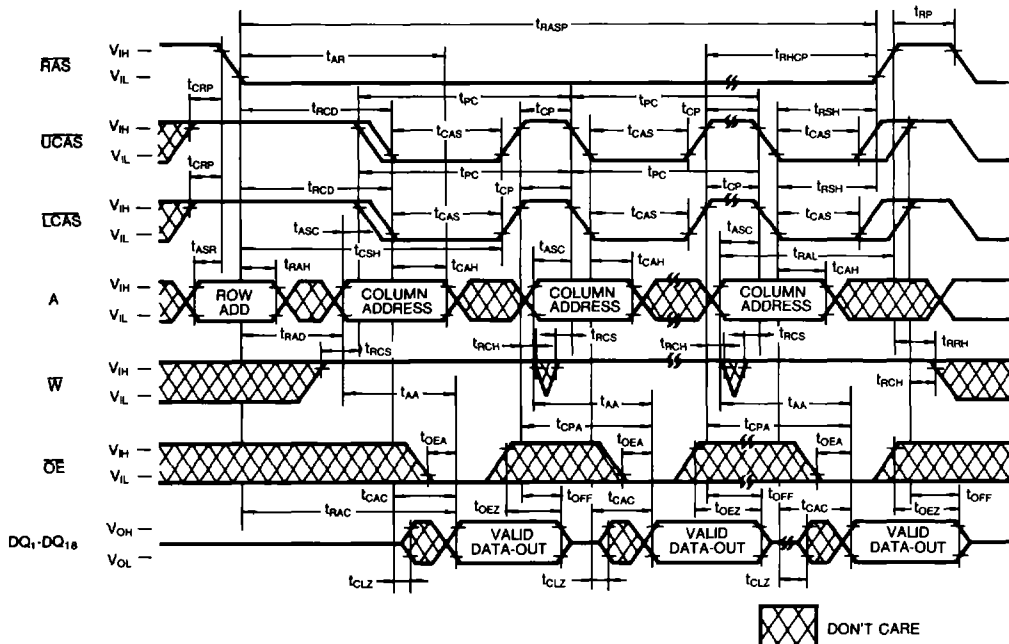 tRASP
tRP
tAR
tRHCP
RAS
VIH
VIL
tCRP
tPC
tPC
tRCD
tCP
tCP
tRSH
UCAS
VIH
VIL
tCAS
tCAS
tCAS
tCRP
tPC
tPC
tRCD
tCP
tCP
tRSH
LCAS
VIH
VIL
tCAS
tCAS
tCAS
tASC
tASC
tASC
tCSH
tRAL
tASR
tRAH
tCAH
tCAH
tCAH
A
VIH
VIL
ROW ADD
COLUMN ADDRESS
COLUMN ADDRESS
COLUMN ADDRESS
tRAD
tRCS
tRCH
tRCS
tRCH
tRCS
tRRH
W
VIH
VIL
tRCH
tAA
tAA
tAA
tCPA
tCPA
tOEA
tOEA
tOEA
OE
VIH
VIL
tCAC
tOFF
tCAC
tOFF
tCAC
tOFF
tRAC
tOEZ
tOEZ
tOEZ
DQ1-DQ18
VOH
VOL
VALID DATA-OUT
VALID DATA-OUT
VALID DATA-OUT
tCLZ
tCLZ
tCLZ
DON'T CARE